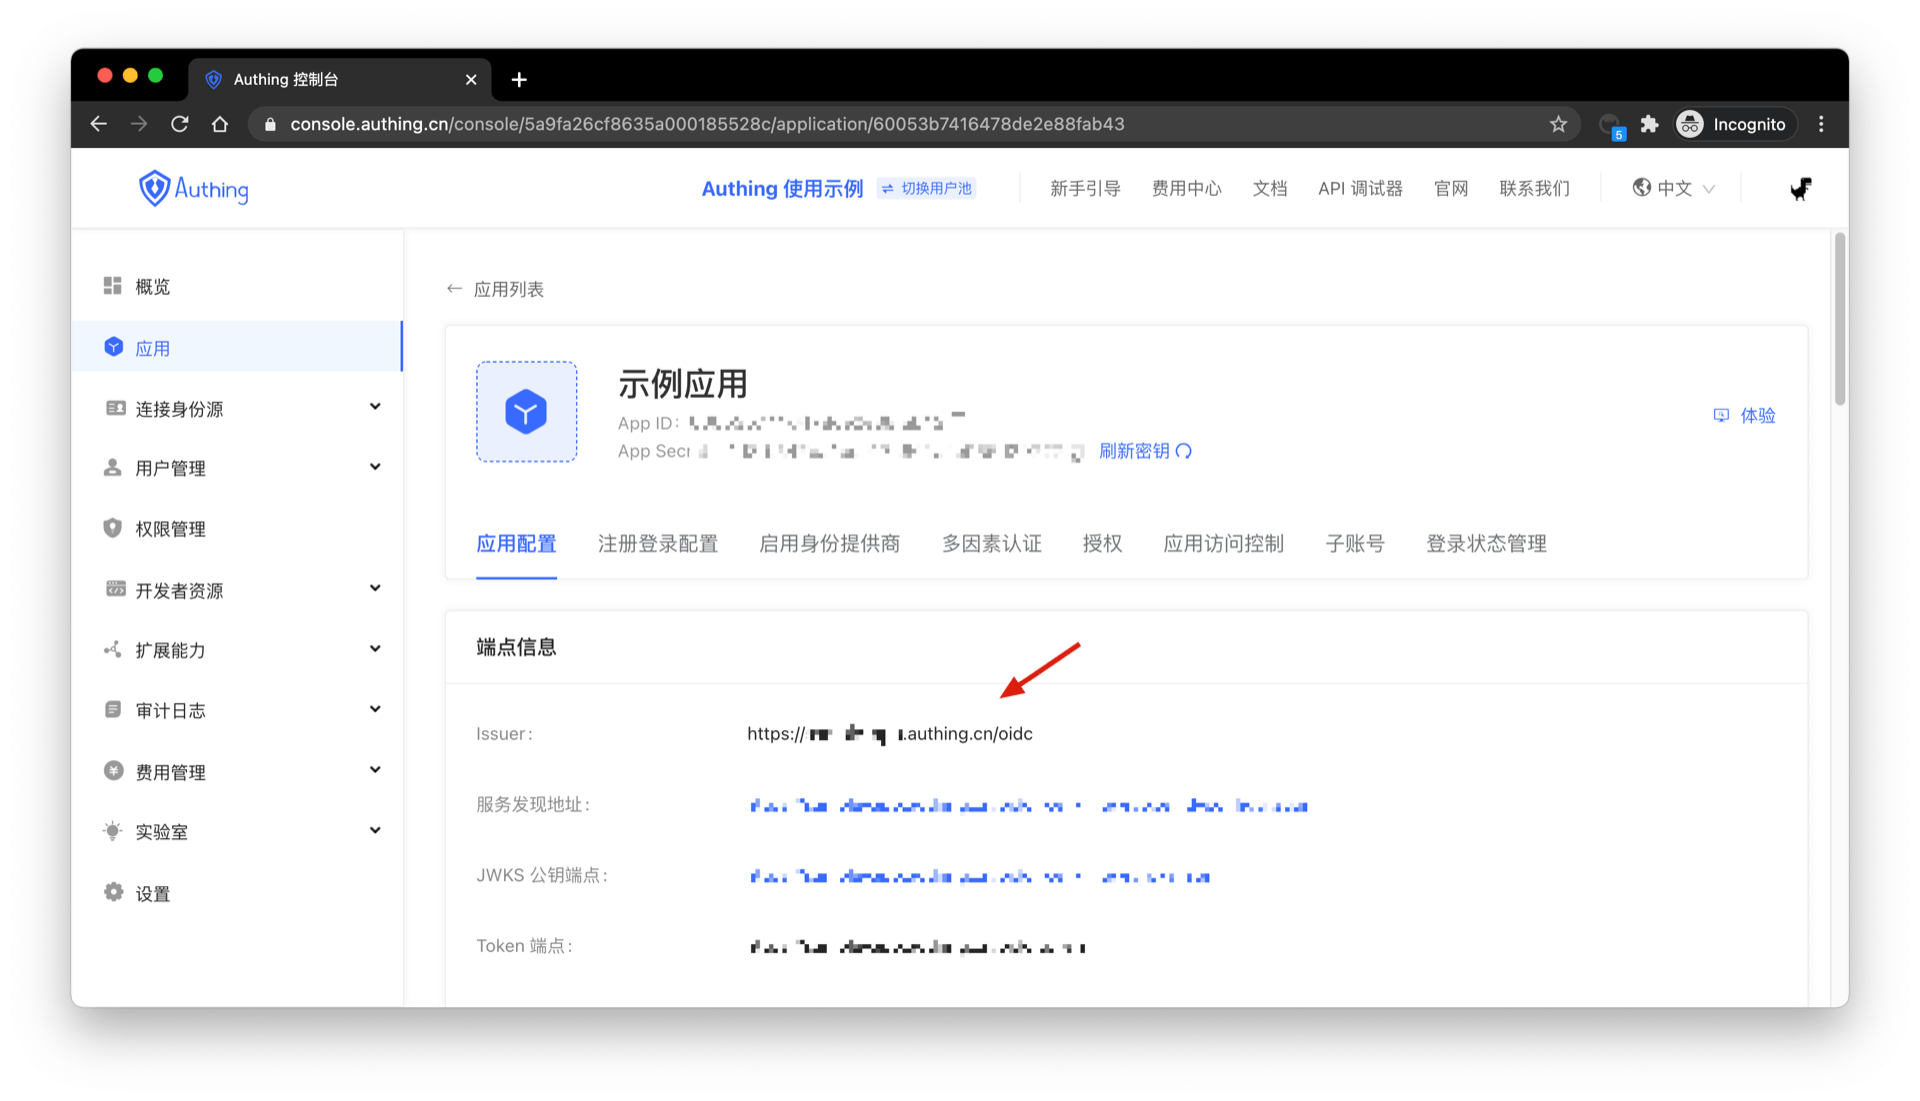 Authing 控制台
console.authing.cn/console/5a9fa26cf8635a000185528c/application/60053b7416478de2e88fab43
5
Incognito
Authing
Authing 使用示例
切换用户池
新手引导
费用中心
文档
API 调试器
官网
联系我们
中文
概览
应用
连接身份源
用户管理
权限管理
开发者资源
扩展能力
审计日志
费用管理
实验室
设置
应用列表
示例应用
App ID:
App Secr
刷新密钥
体验
应用配置
注册登录配置
启用身份提供商
多因素认证
授权
应用访问控制
子账号
登录状态管理
端点信息
Issuer: https:// .authing.cn/oidc
服务发现地址:
JWKS 公钥端点:
Token 端点: